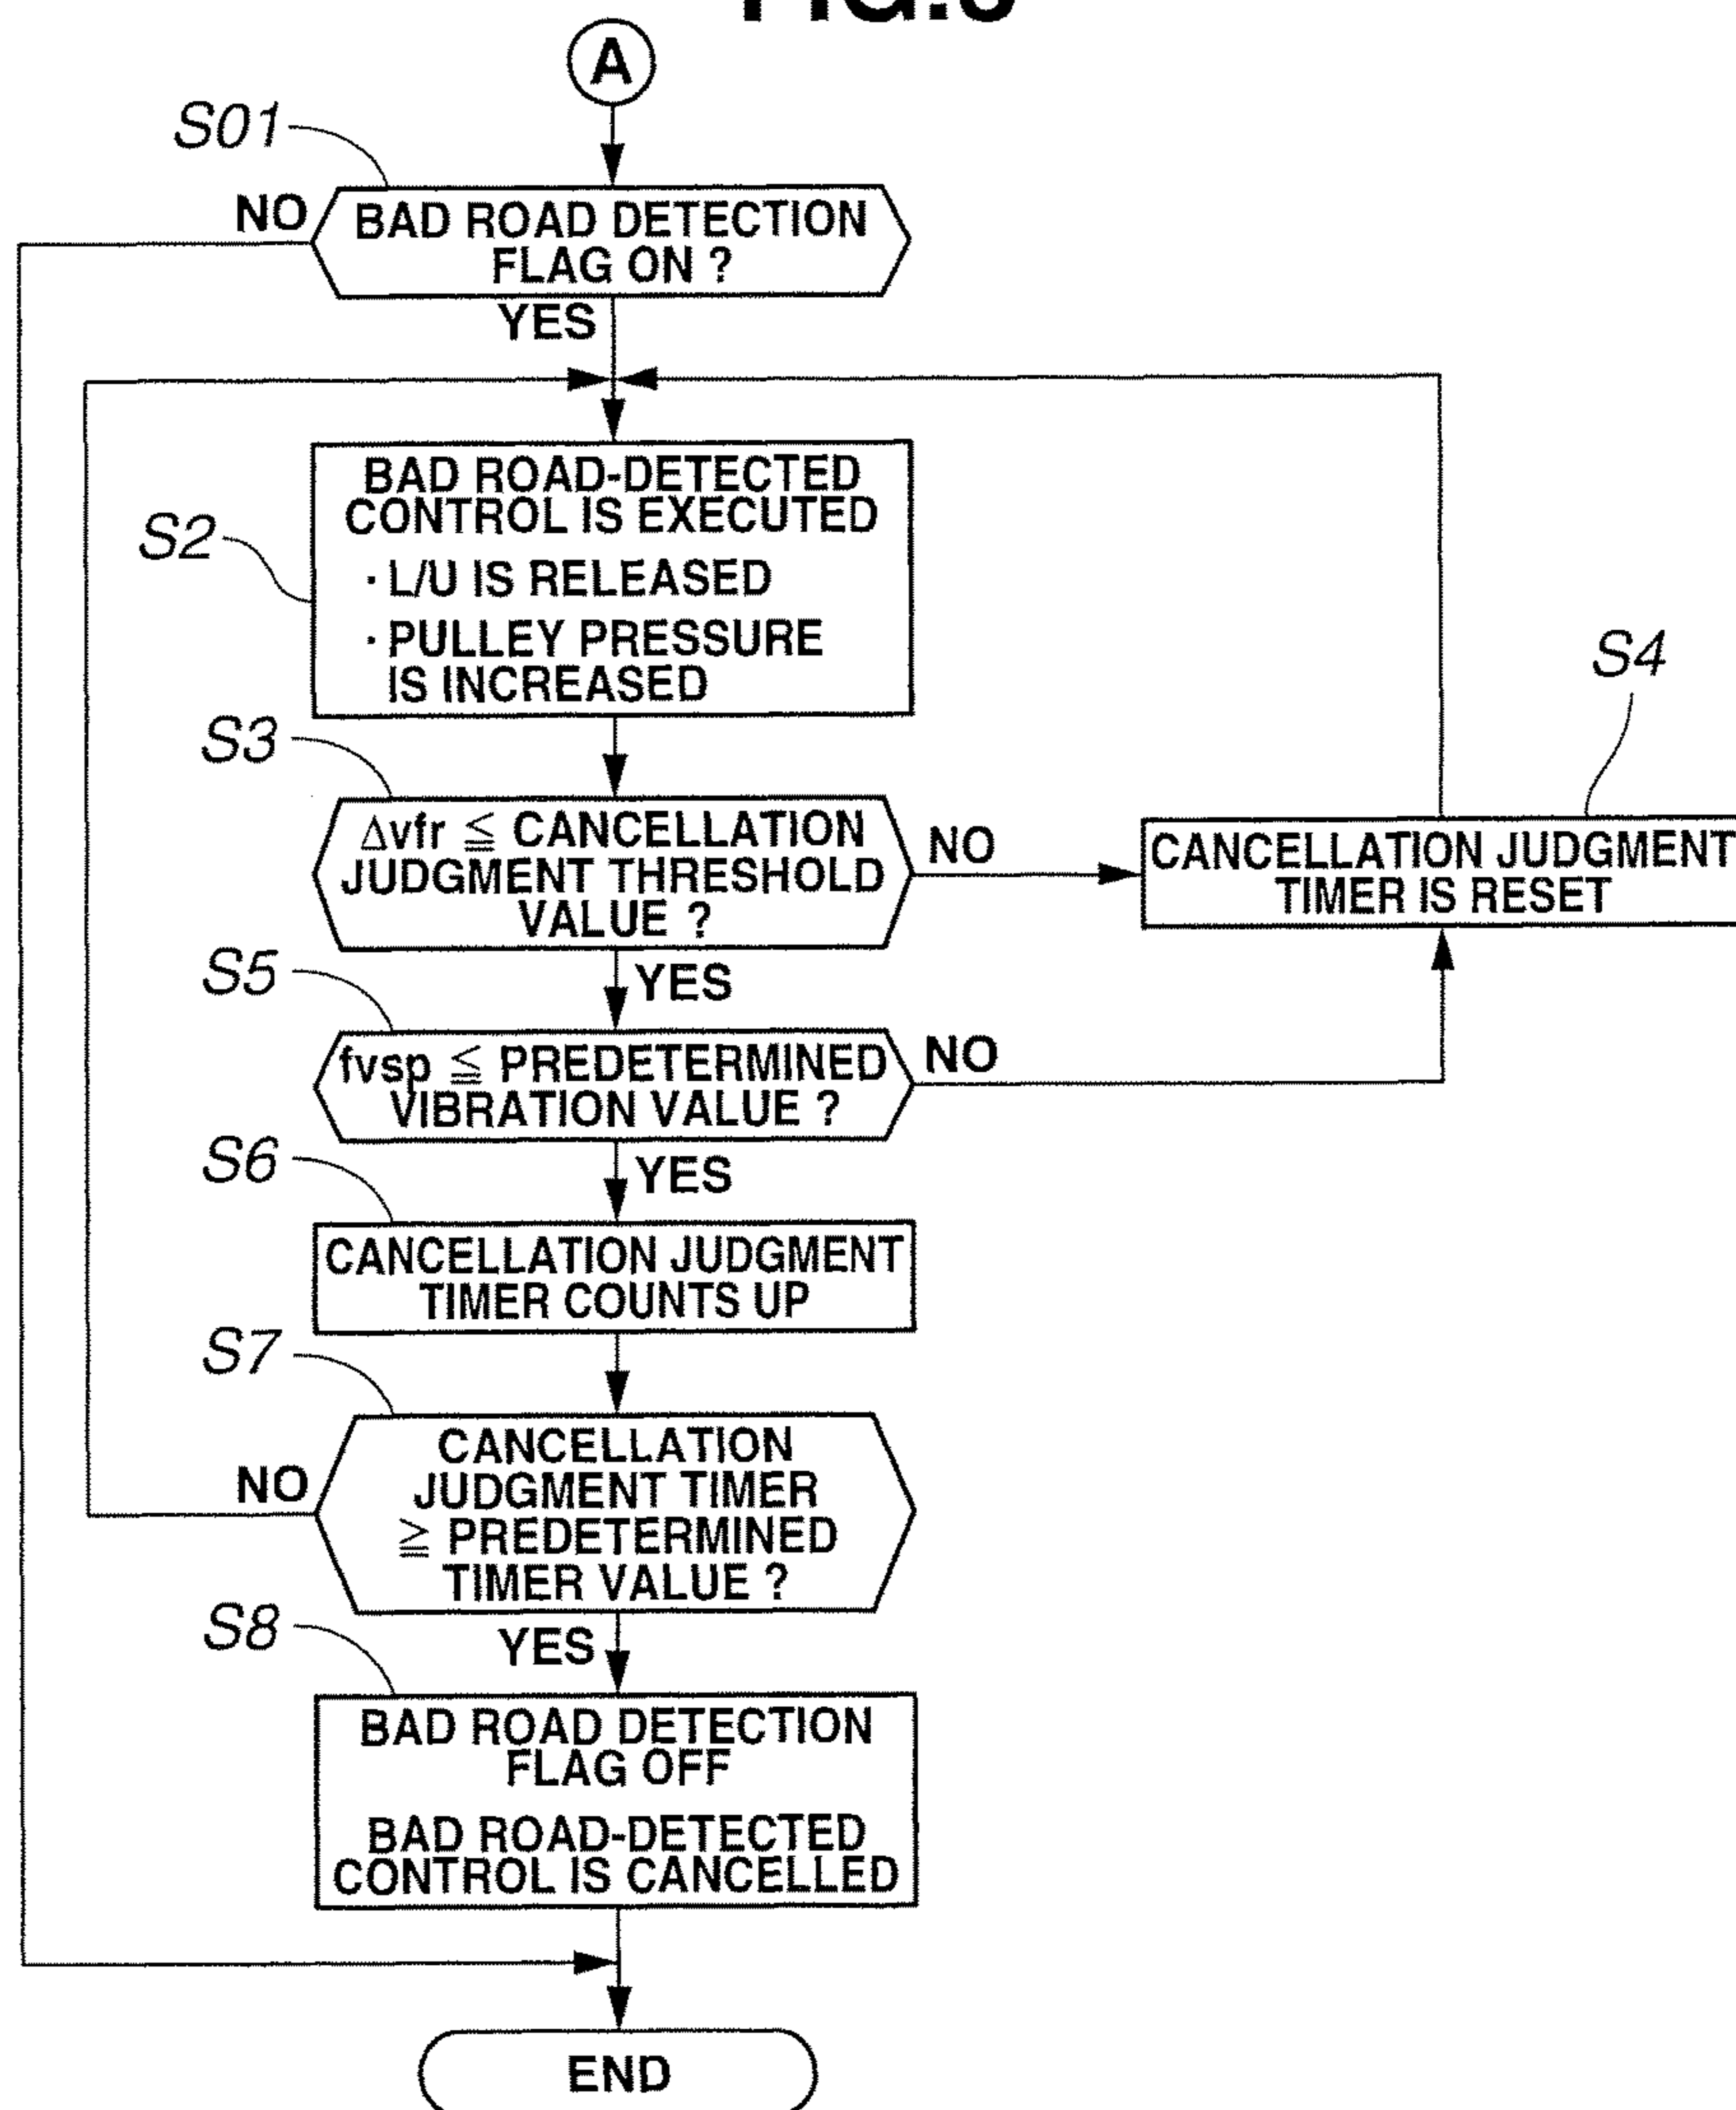 A
S01
NO
BAD ROAD DETECTION
FLAG ON ?
YES
S2
BAD ROAD-DETECTED
CONTROL IS EXECUTED
· L/U IS RELEASED
· PULLEY PRESSURE
IS INCREASED
S3
Δvfr ≦ CANCELLATION
JUDGMENT THRESHOLD
VALUE ?
NO
S4
CANCELLATION JUDGMENT
TIMER IS RESET
YES
S5
fvsp ≦ PREDETERMINED
VIBRATION VALUE ?
NO
YES
S6
CANCELLATION JUDGMENT
TIMER COUNTS UP
S7
NO
CANCELLATION
JUDGMENT TIMER
≧ PREDETERMINED
TIMER VALUE ?
YES
S8
BAD ROAD DETECTION
FLAG OFF
BAD ROAD-DETECTED
CONTROL IS CANCELLED
END